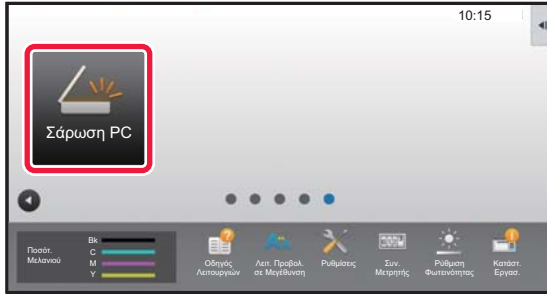 10:15
Σάρωση PC
Ποσότ.
Μελανιού
Bk
C
M
Y
Οδηγός
Λειτουργιών
Λειτ. Προβολ.
σε Μεγέθυνση
Ρυθμίσεις
Συν.
Μετρητής
Ρύθμιση
Φωτεινότητας
Κατάστ.
Εργασ.